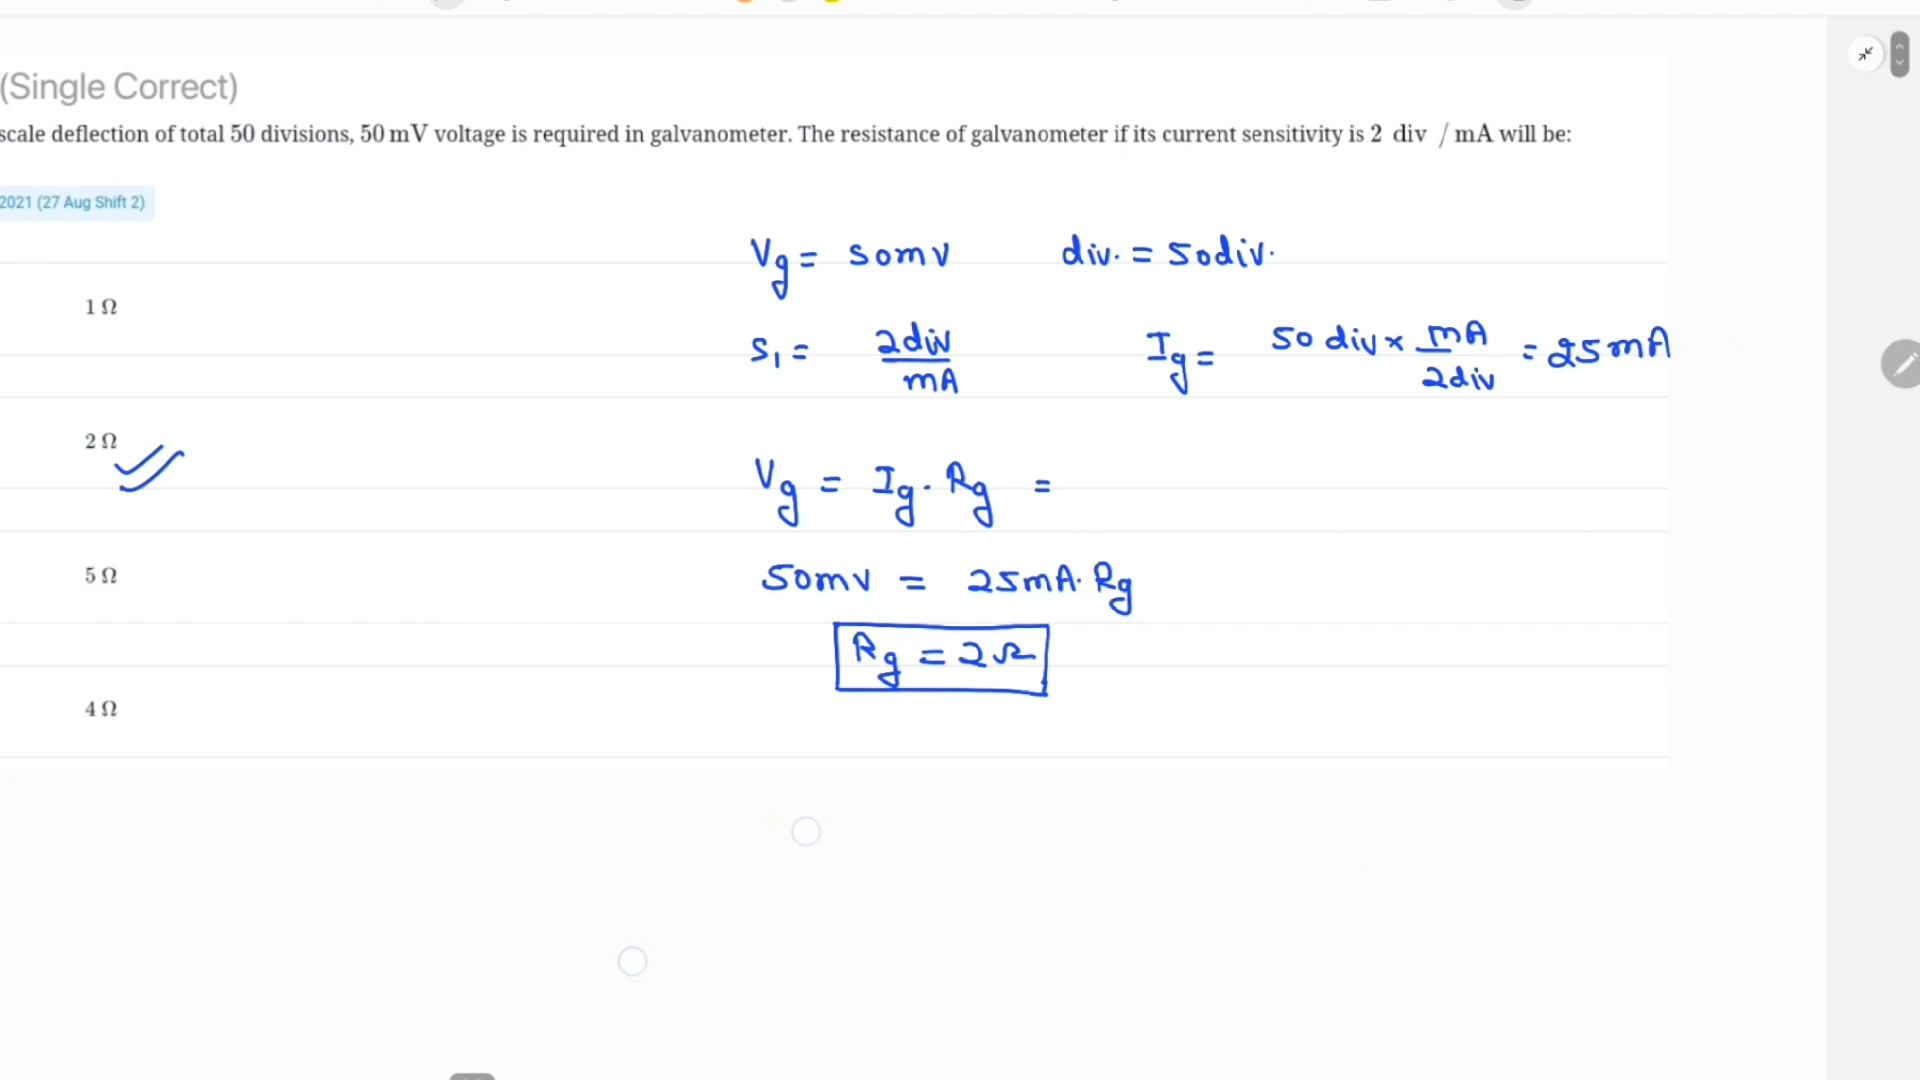 (Single Correct)
scale deflection of total 50 divisions, 50 mV voltage is required in galvanometer. The resistance of galvanometer if its current sensitivity is 2 div / mA will be:
2021 (27 Aug Shift 2)
Vg = 50mV div. = 50div.
1 Ω
S₁ = 2div/mA Ig = 50 div × mA/2div = 25mA
2 Ω
Vg = Ig . Rg =
5 Ω
50mV = 25mA. Rg
Rg = 2Ω
4 Ω